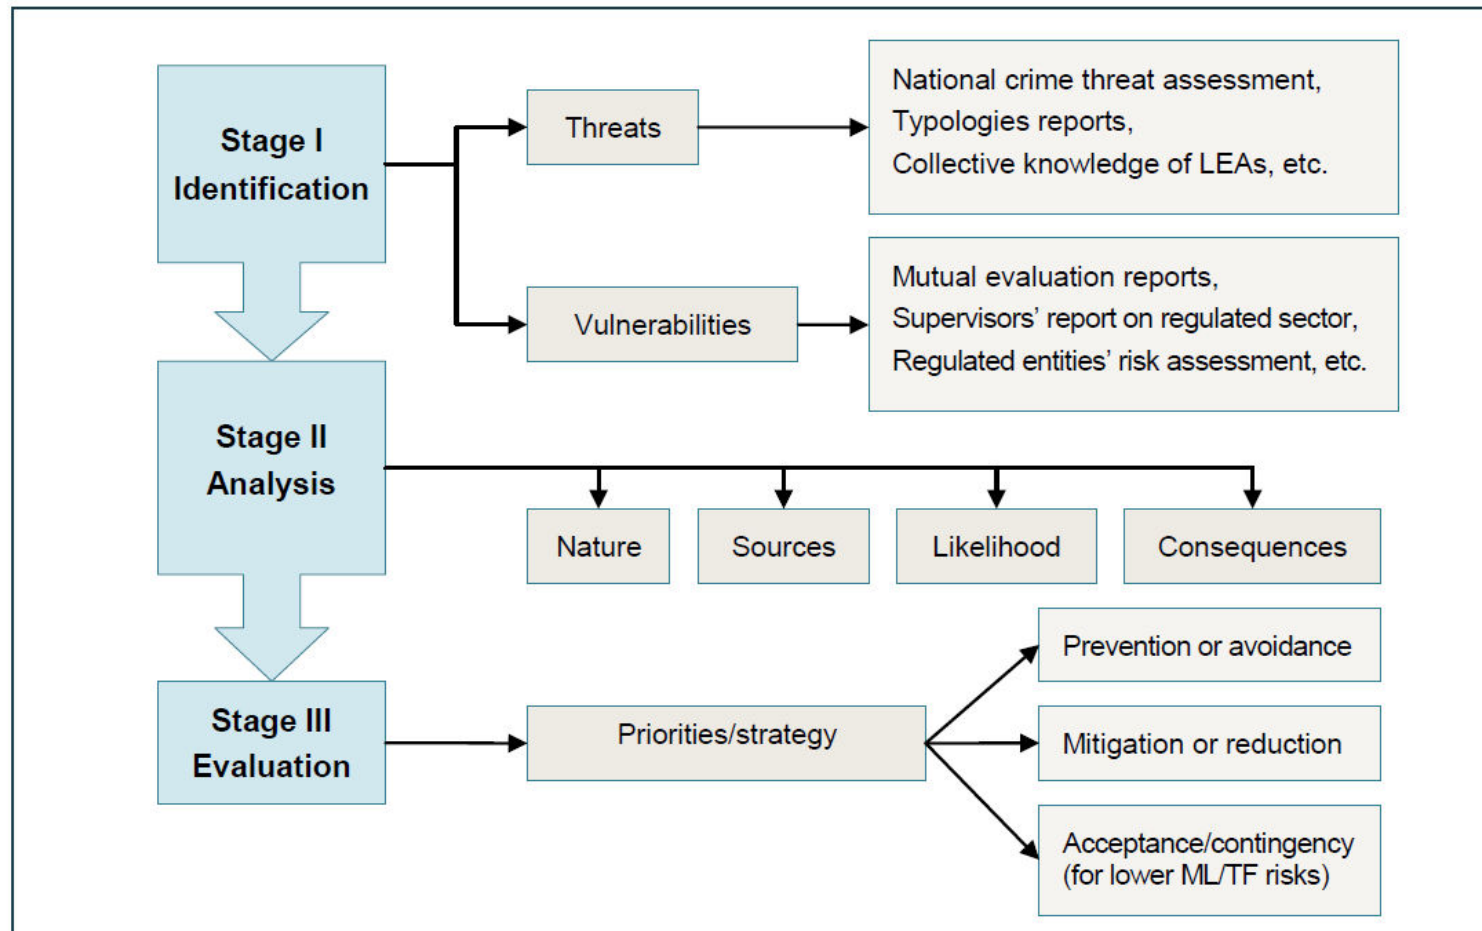 Stage I
Identification
Threats
National crime threat assessment,
Typologies reports,
Collective knowledge of LEAs, etc.
Vulnerabilities
Mutual evaluation reports,
Supervisors’ report on regulated sector,
Regulated entities’ risk assessment, etc.
Stage II
Analysis
Nature
Sources
Likelihood
Consequences
Stage III
Evaluation
Priorities/strategy
Prevention or avoidance
Mitigation or reduction
Acceptance/contingency
(for lower ML/TF risks)